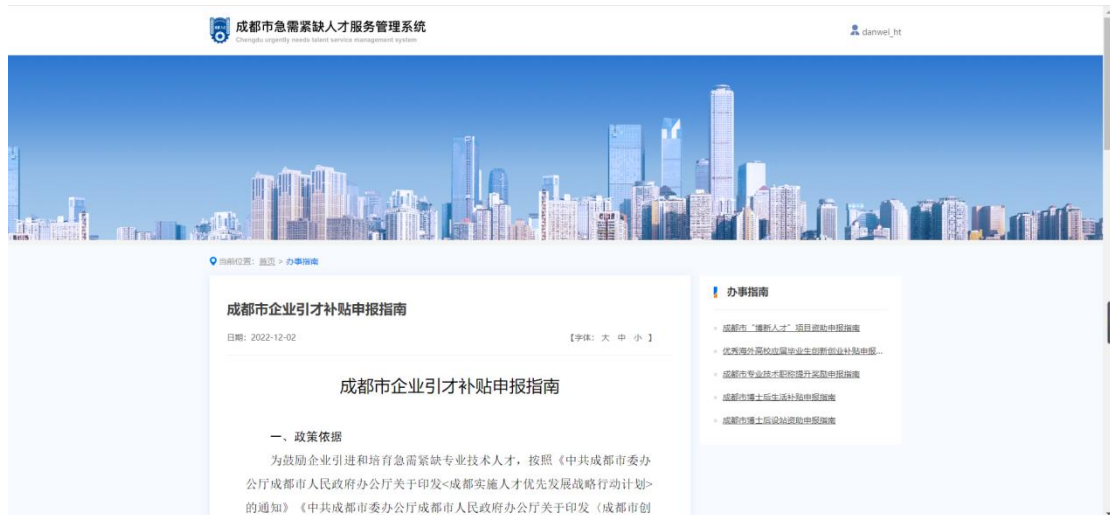 成都市急需紧缺人才服务管理系统
Chengdu urgently needs talent service management system
danwei_ht
当前位置：首页 > 办事指南
成都市企业引才补贴申报指南
日期：2022-12-02
【字体：大 中 小 】
成都市企业引才补贴申报指南
一、政策依据
为鼓励企业引进和培育急需紧缺专业技术人才，按照《中共成都市委办
公厅成都市人民政府办公厅关于印发<成都实施人才优先发展战略行动计划>
的通知》《中共成都市委办公厅成都市人民政府办公厅关于印发〈成都市创
办事指南
成都市“博新人才”项目资助申报指南
优秀海外高校应届毕业生创新创业补贴申报...
成都市专业技术职称提升奖励申报指南
成都市博士后生活补贴申报指南
成都市博士后设站资助申报指南